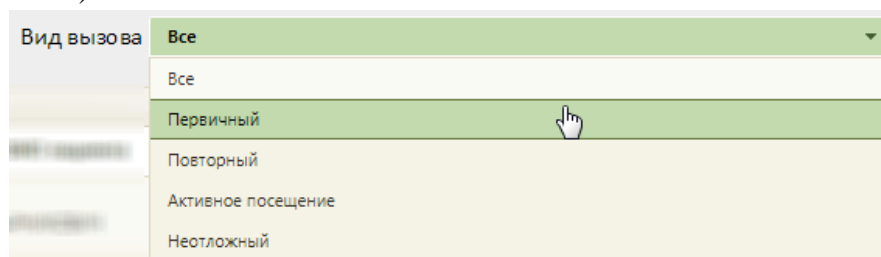 Вид вызова Все
Все
Первичный
Повторный
Активное посещение
Неотложный